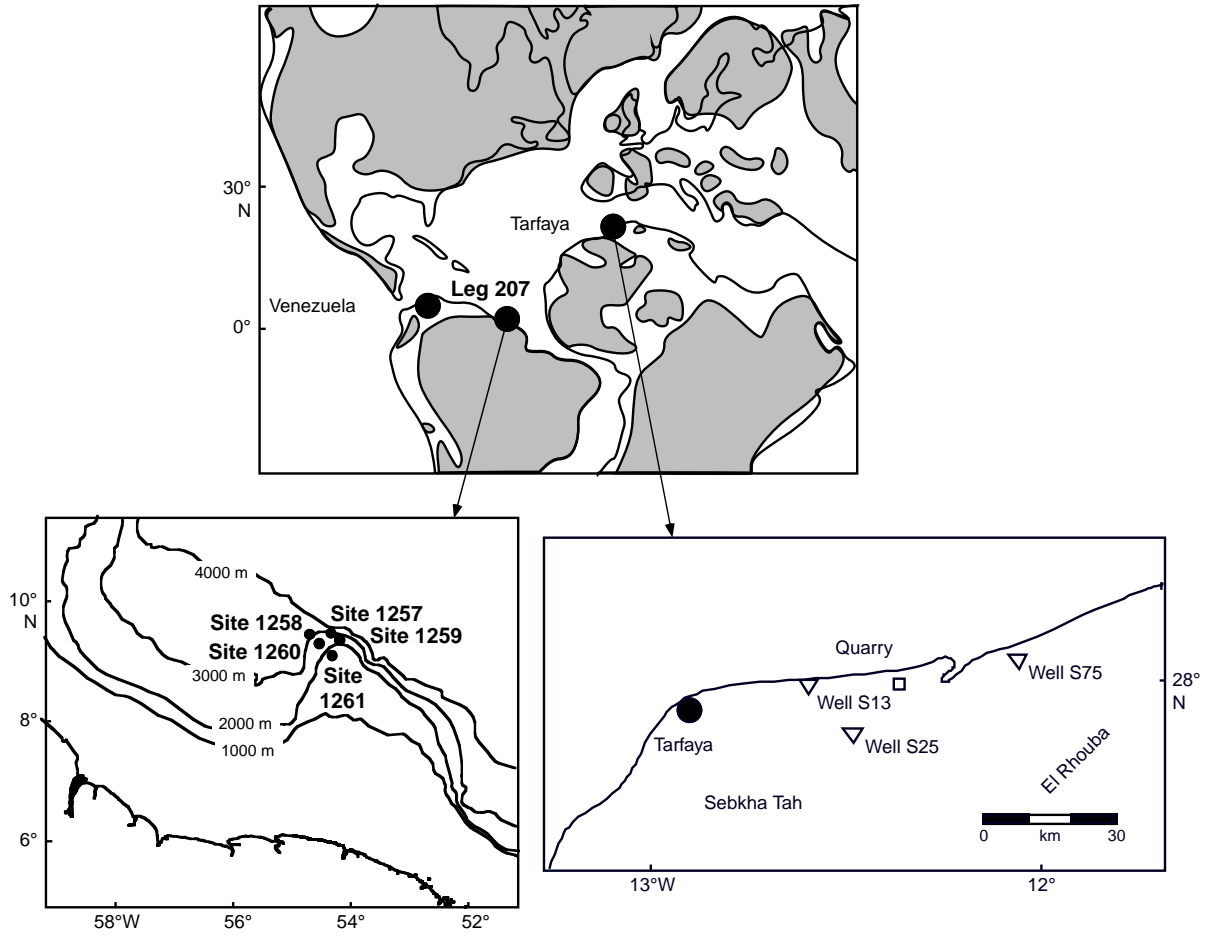 30°
N
Tarfaya
Leg 207
Venezuela
0°
4000 m
10°
N
Site 1257
Site 1258
Site 1259
Site 1260
3000 m
Site
1261
8°
2000 m
1000 m
6°
58°W
56°
54°
52°
Quarry
Well S75
28°
N
Well S13
Tarfaya
Well S25
El Rhouba
Sebkha Tah
0
km
30
13°W
12°